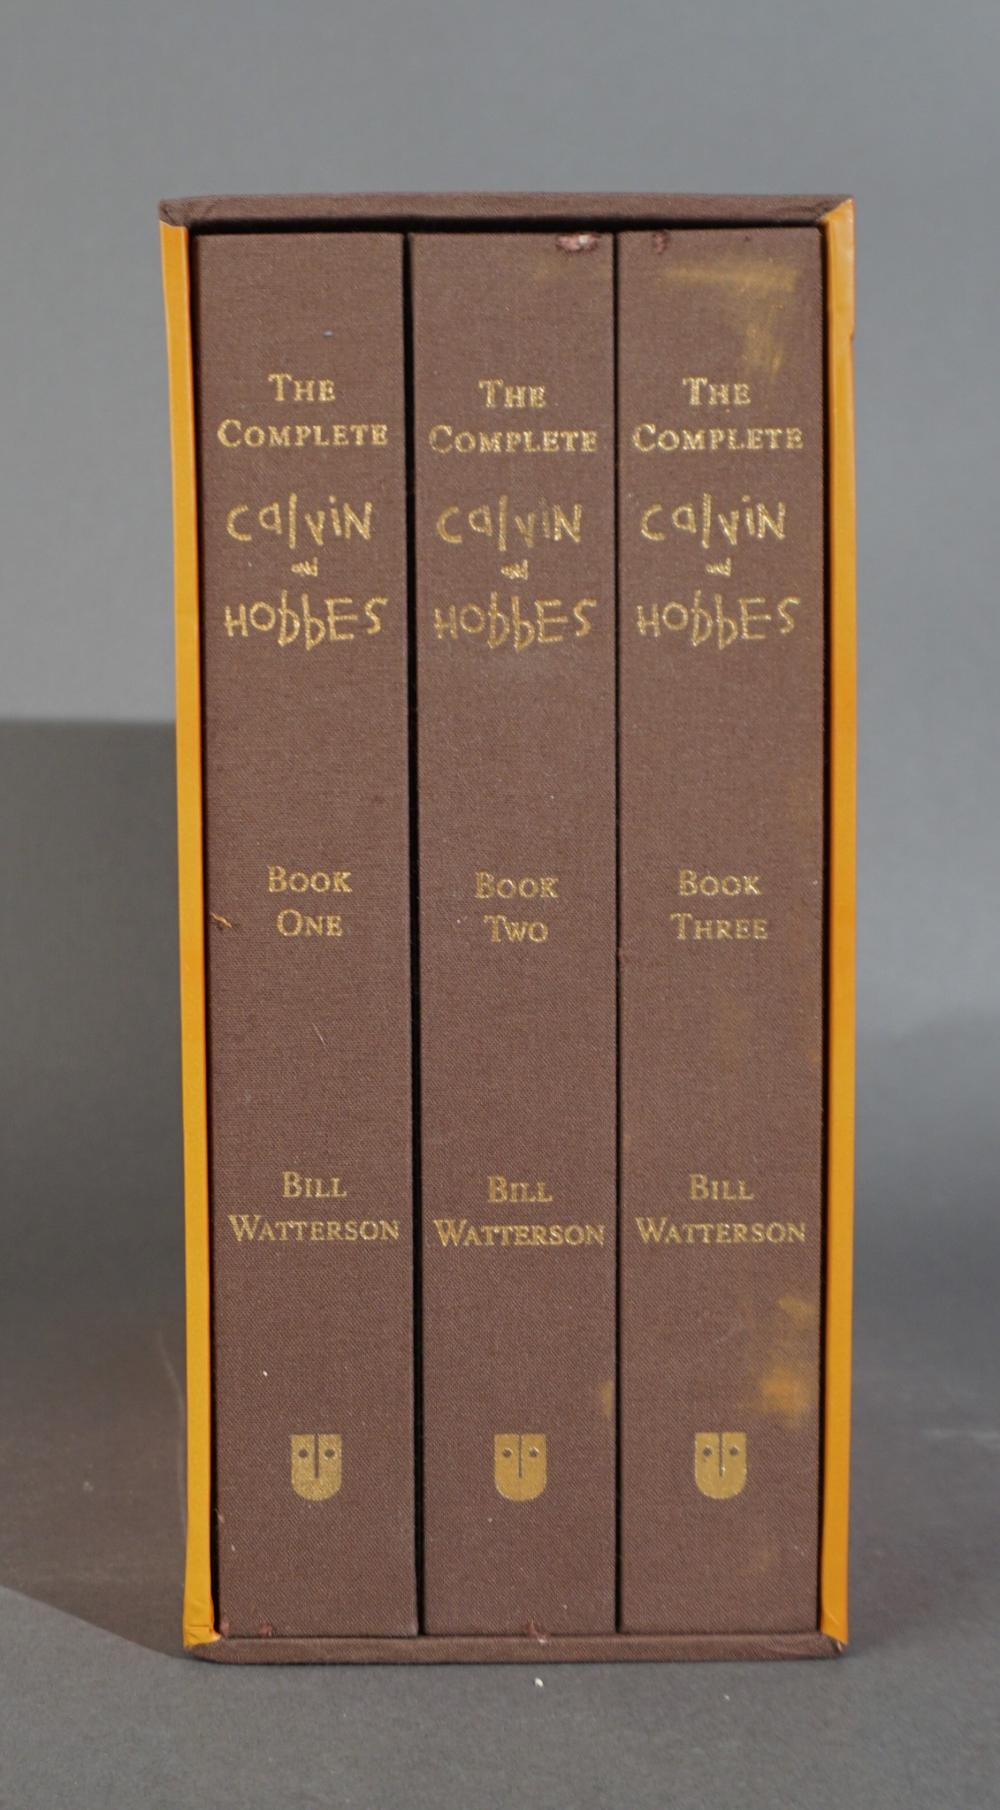 THE
COMPLETE
CALVIN
and
HOBBES
BOOK
ONE
BILL
WATTERSON
THE
COMPLETE
CALVIN
and
HOBBES
BOOK
TWO
BILL
WATTERSON
THE
COMPLETE
CALVIN
and
HOBBES
BOOK
THREE
BILL
WATTERSON